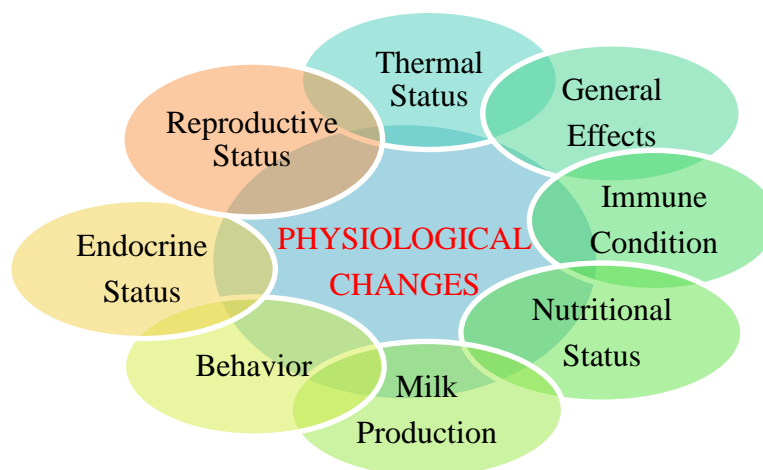 Thermal
Status
General
Effects
Immune
Condition
Nutritional
Status
Milk
Production
Behavior
Endocrine
Status
Reproductive
Status
PHYSIOLOGICAL
CHANGES